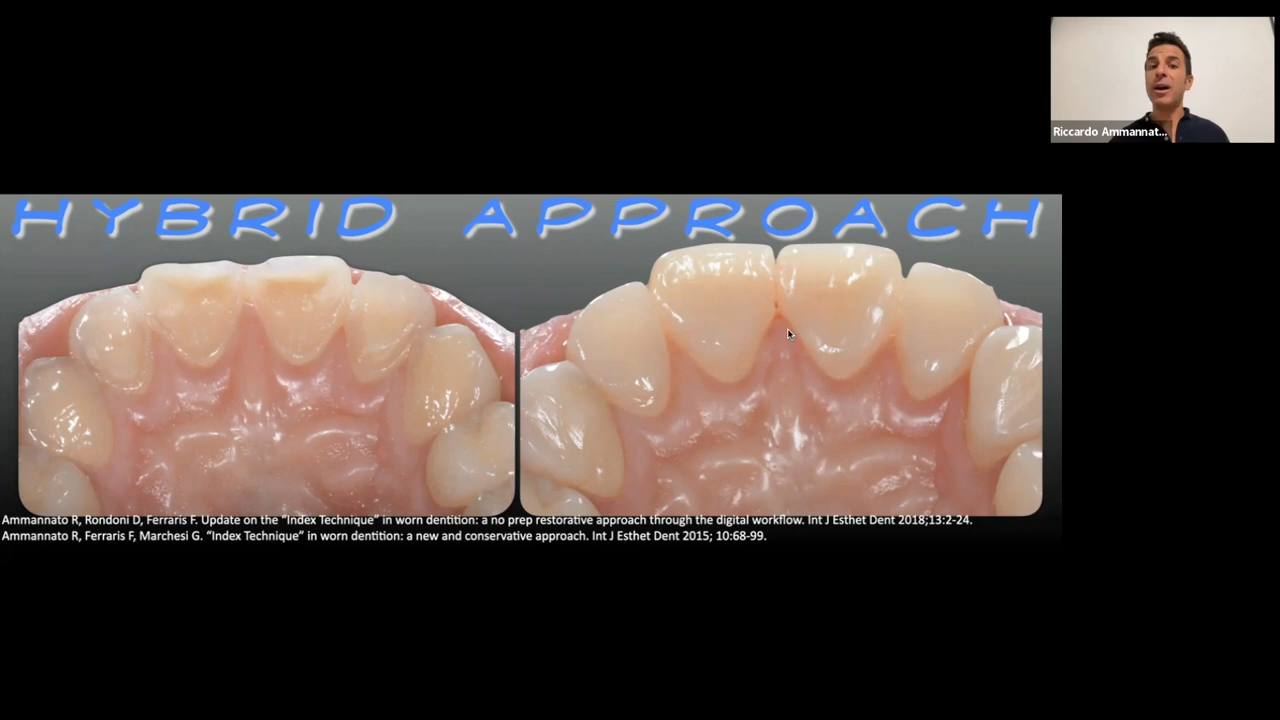 Riccardo Ammannat...
HYBRID APPROACH
Ammannato R, Rondoni D, Ferraris F. Update on the “Index Technique” in worn dentition: a no prep restorative approach through the digital workflow. Int J Esthet Dent 2018;13:2-24.
Ammannato R, Ferraris F, Marchesi G. “Index Technique” in worn dentition: a new and conservative approach. Int J Esthet Dent 2015; 10:68-99.